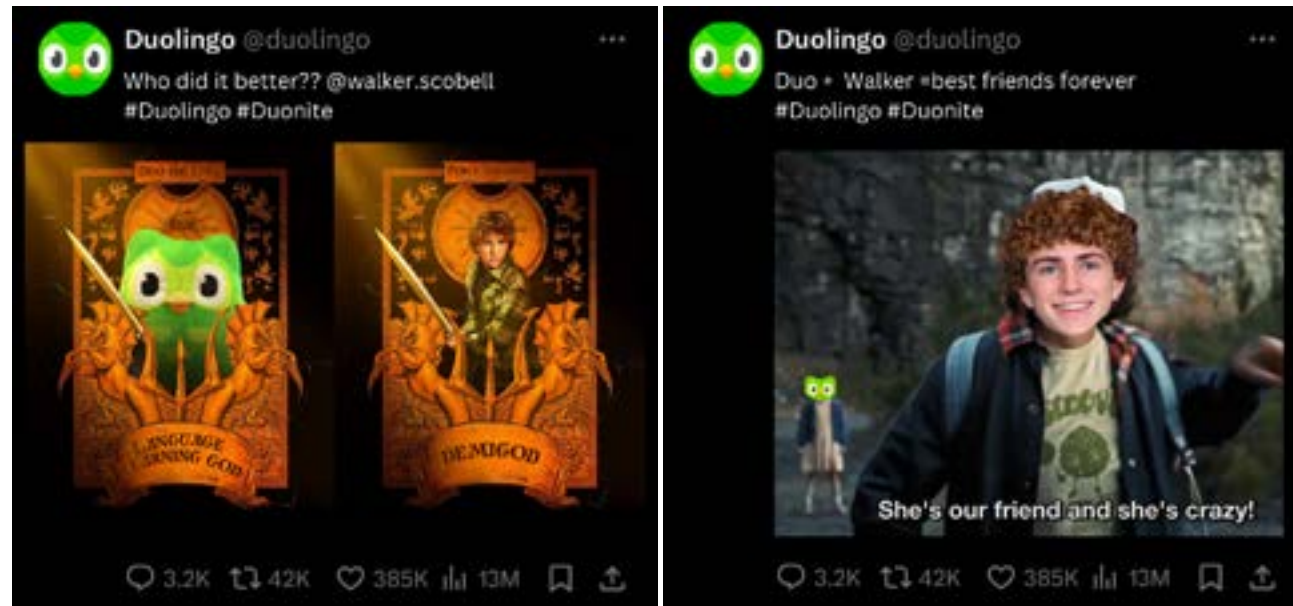 Duolingo @duolingo
Who did it better?? @walker.scobell
#Duolingo #Duonite
LANGUAGE
LEARNING GOD
DEMIGOD
3.2K 42K 385K 13M
Duolingo @duolingo
Duo + Walker =best friends forever
#Duolingo #Duonite
She's our friend and she's crazy!
3.2K 42K 385K 13M